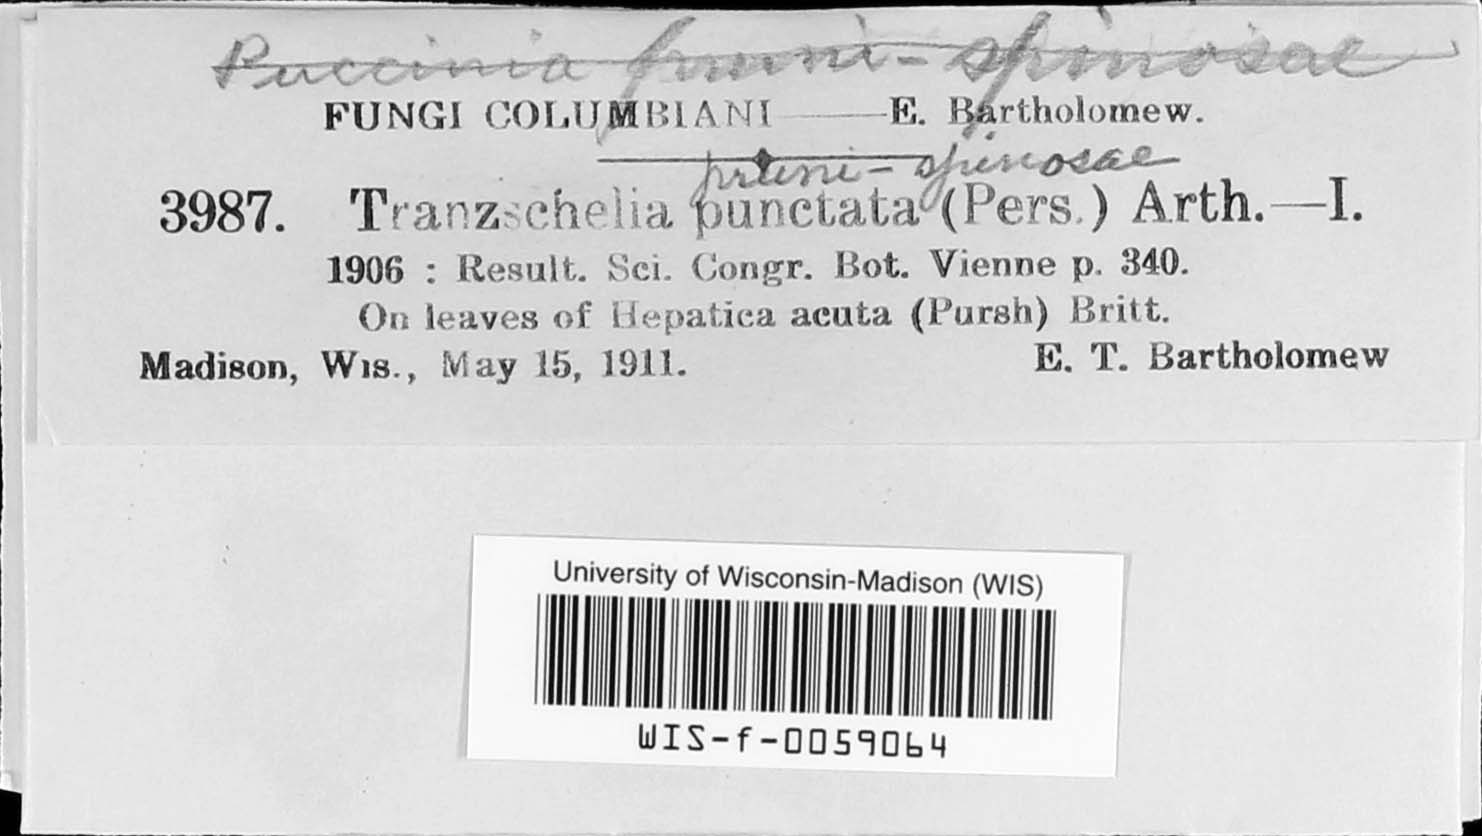 Puccinia pruni-spinosae
FUNGI COLUMBIANI —— E. Bartholomew.
pruni-spinosae
3987. Tranzschelia punctata (Pers.) Arth.—I.
1906 : Result. Sci. Congr. Bot. Vienne p. 340.
On leaves of Hepatica acuta (Pursh) Britt.
Madison, Wis., May 15, 1911. E. T. Bartholomew
University of Wisconsin-Madison (WIS)
WIS-f-0059064